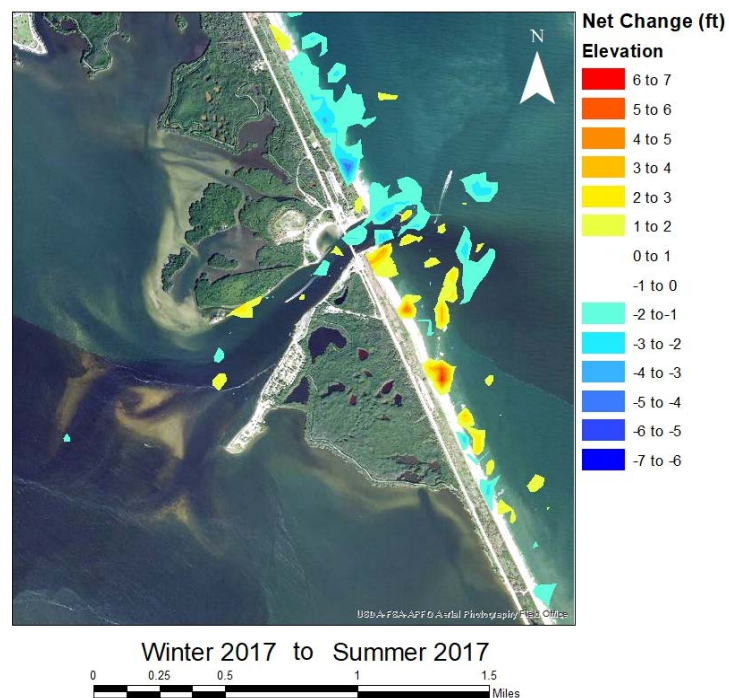 Net Change (ft)
Elevation
6 to 7
5 to 6
4 to 5
3 to 4
2 to 3
1 to 2
0 to 1
-1 to 0
-2 to-1
-3 to -2
-4 to -3
-5 to -4
-6 to -5
-7 to -6
N
USDA-FSA-APFO Aerial Photography Field Office
Winter 2017 to Summer 2017
0 0.25 0.5 1 1.5
Miles